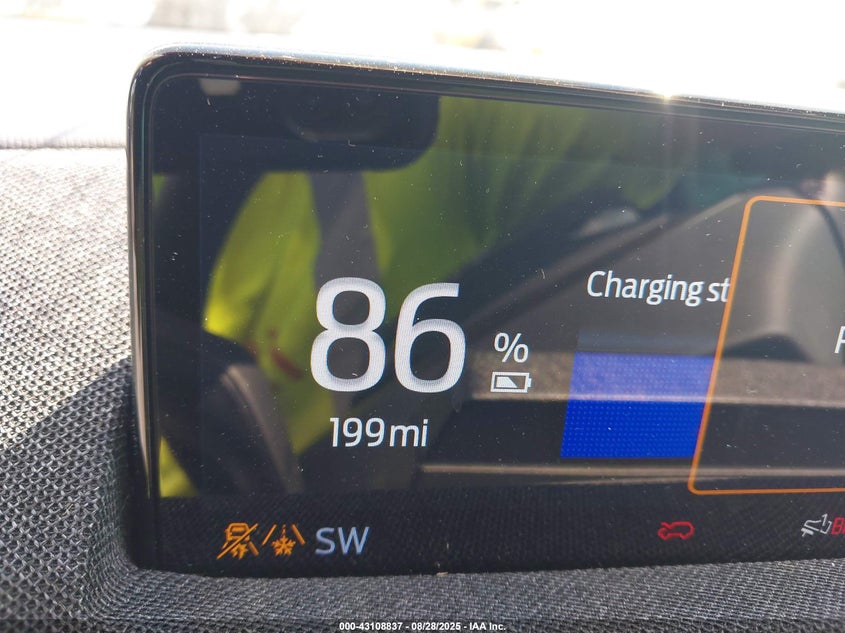 Charging st
86 %
199mi
SW
000-43108837 - 08/28/2025 - IAA Inc.